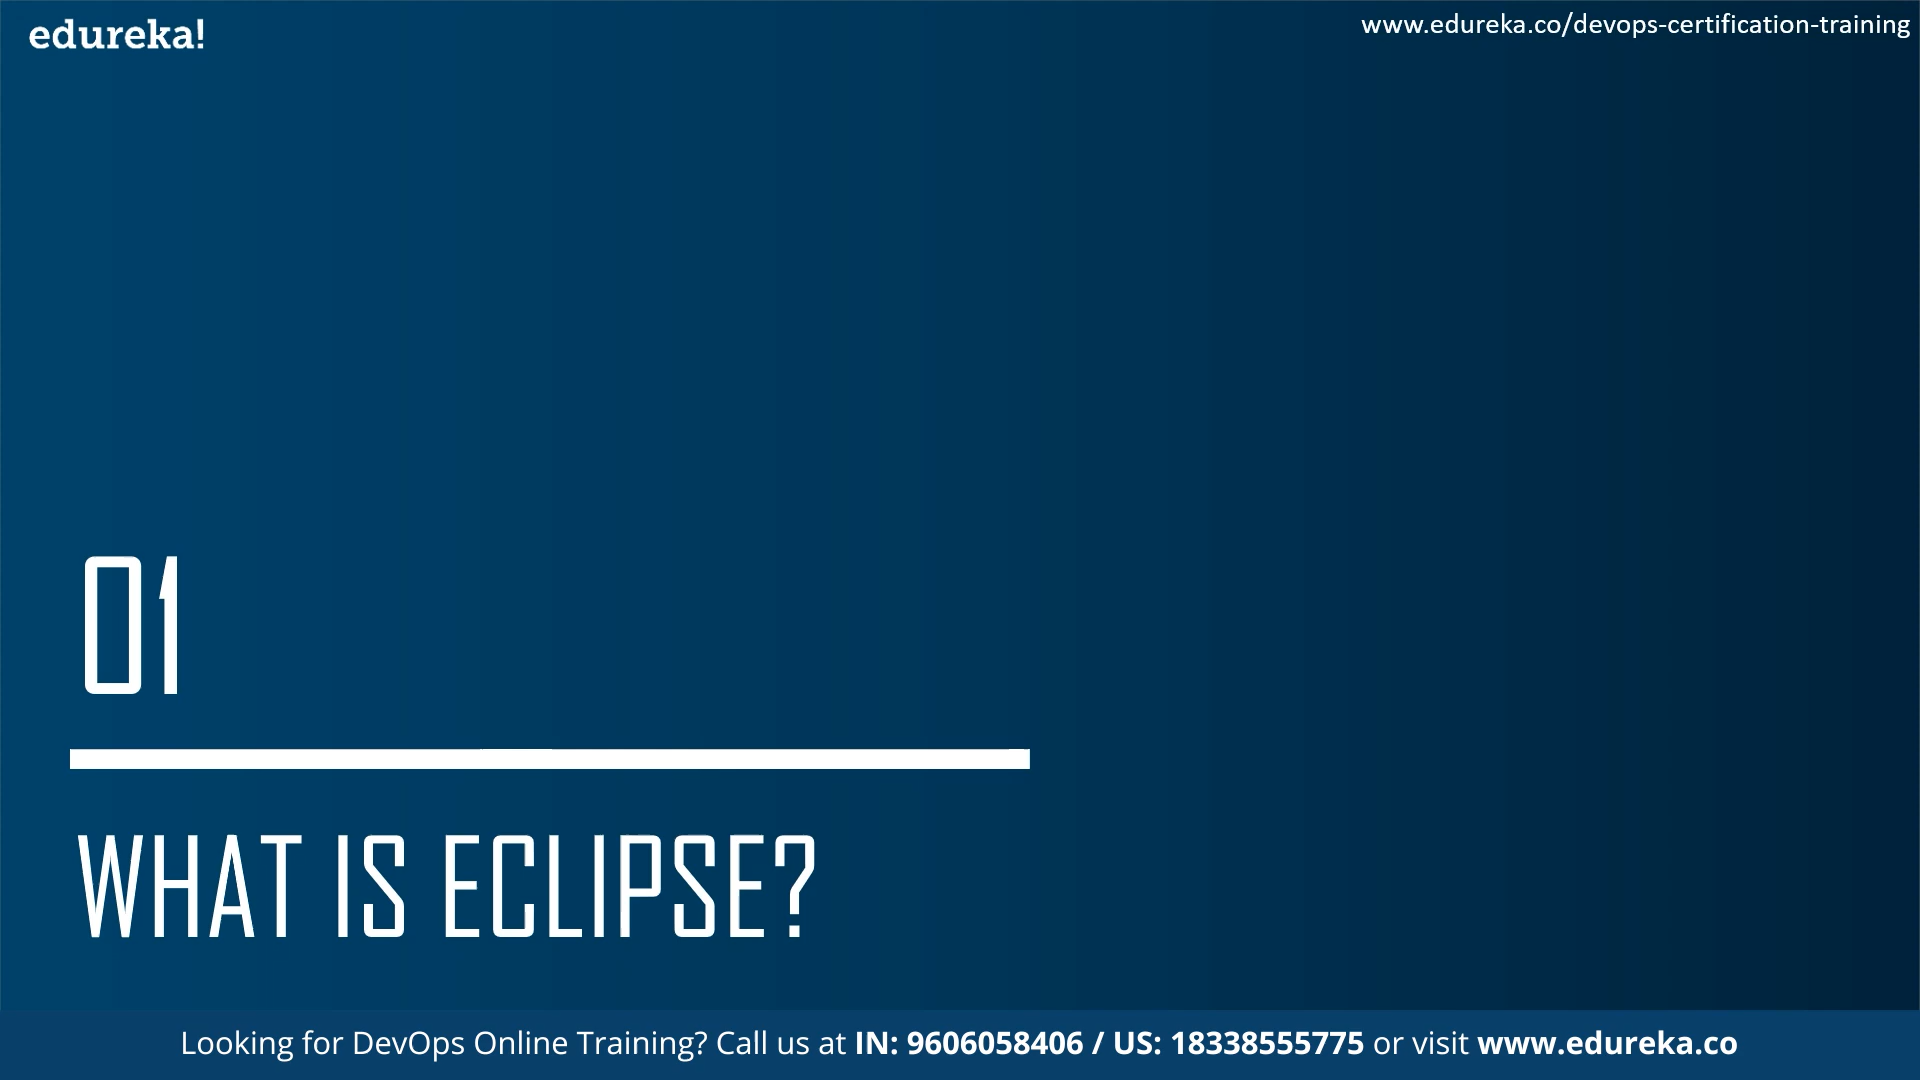 edureka!
www.edureka.co/devops-certification-training
01
WHAT IS ECLIPSE?
Looking for DevOps Online Training? Call us at IN: 9606058406 / US: 18338555775 or visit www.edureka.co